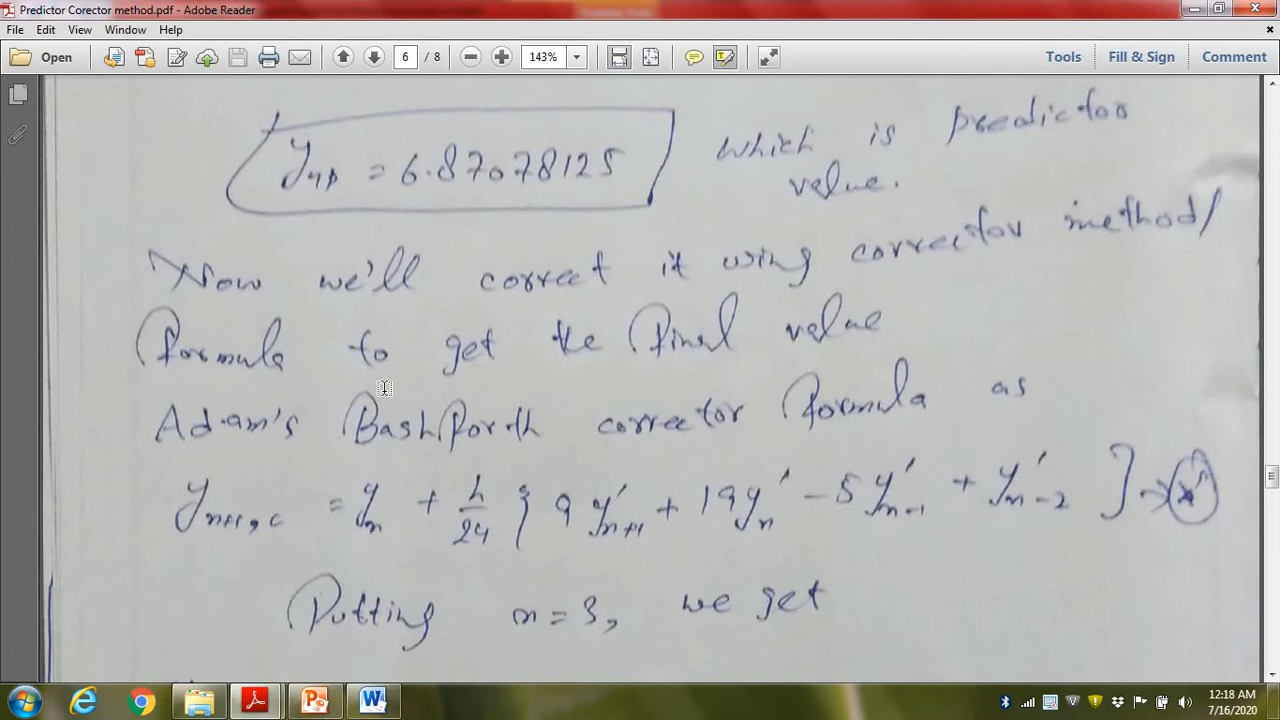 Predictor Corector method.pdf - Adobe Reader
File Edit View Window Help
Open 6 / 8 143% Tools Fill & Sign Comment
y4p = 6.87078125 which is predictor
value.
Now we'll correct it using corrector method/
formula to get the final value
Adam's Bashforth corrector formula as
yn+1,c = yn + h/24 { 9 y'n+1 + 19 y'n - 5 y'n-1 + y'n-2 } → (*')
Putting n = 3, we get
12:18 AM
7/16/2020